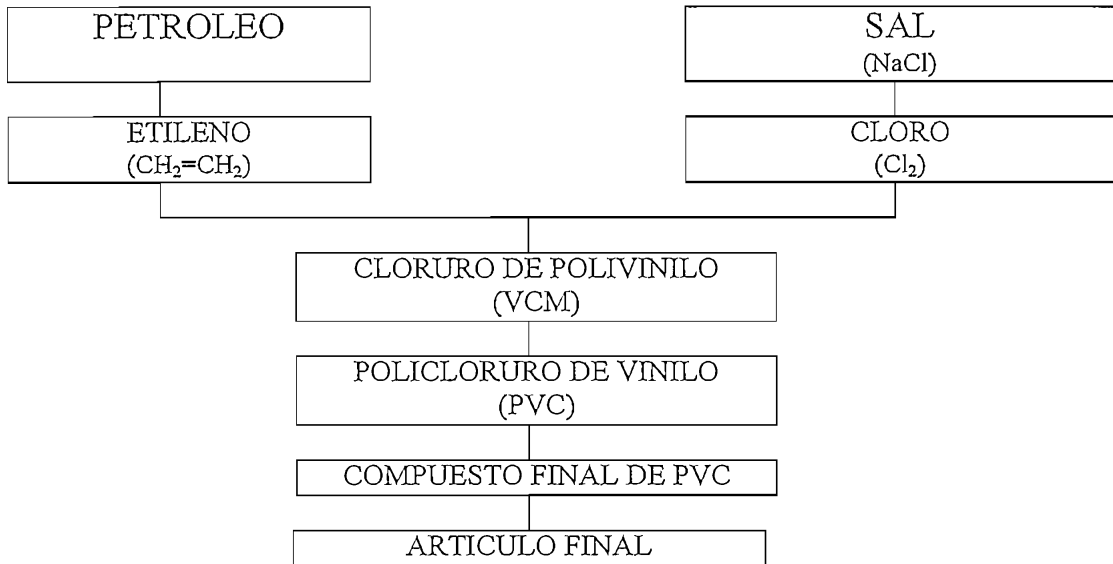 PETROLEO
SAL
(NaCl)
ETILENO
(CH₂=CH₂)
CLORO
(Cl₂)
CLORURO DE POLIVINILO
(VCM)
POLICLORURO DE VINILO
(PVC)
COMPUESTO FINAL DE PVC
ARTICULO FINAL